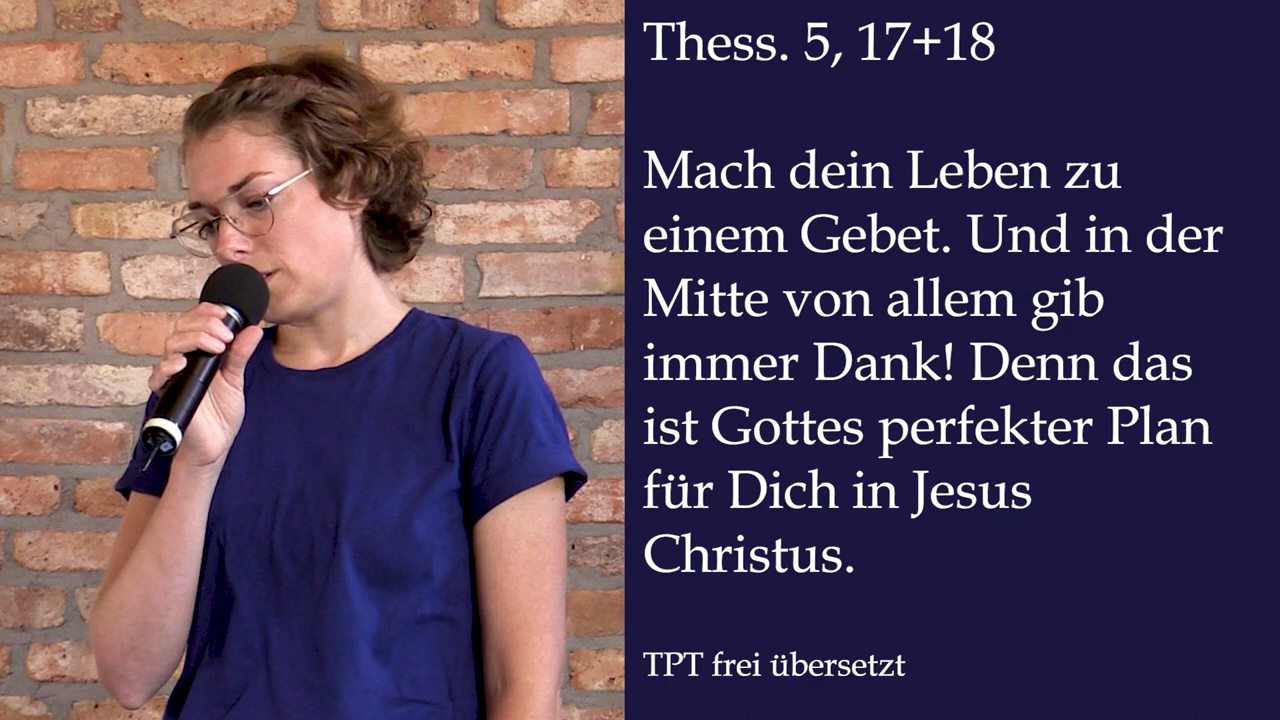 Thess. 5, 17+18
Mach dein Leben zu
einem Gebet. Und in der
Mitte von allem gib
immer Dank! Denn das
ist Gottes perfekter Plan
für Dich in Jesus
Christus.
TPT frei übersetzt